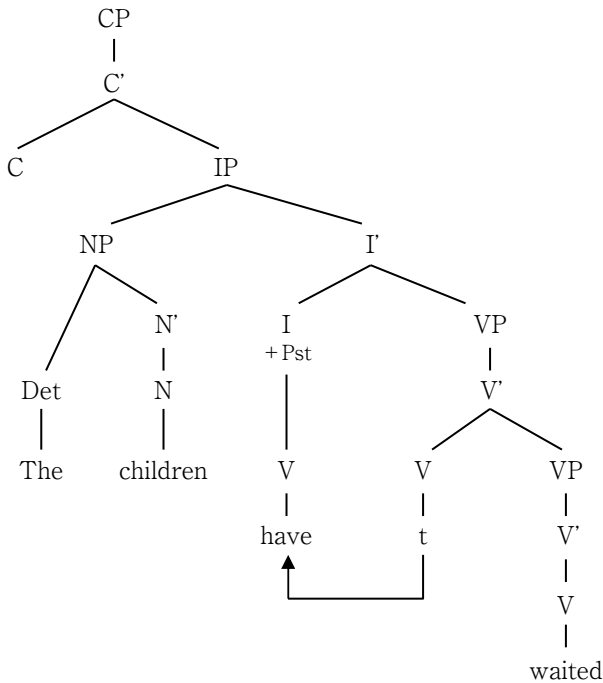 CP
C'
C IP
NP I'
N' I VP
+Pst
Det N V'
The children V V VP
have t V'
V
waited